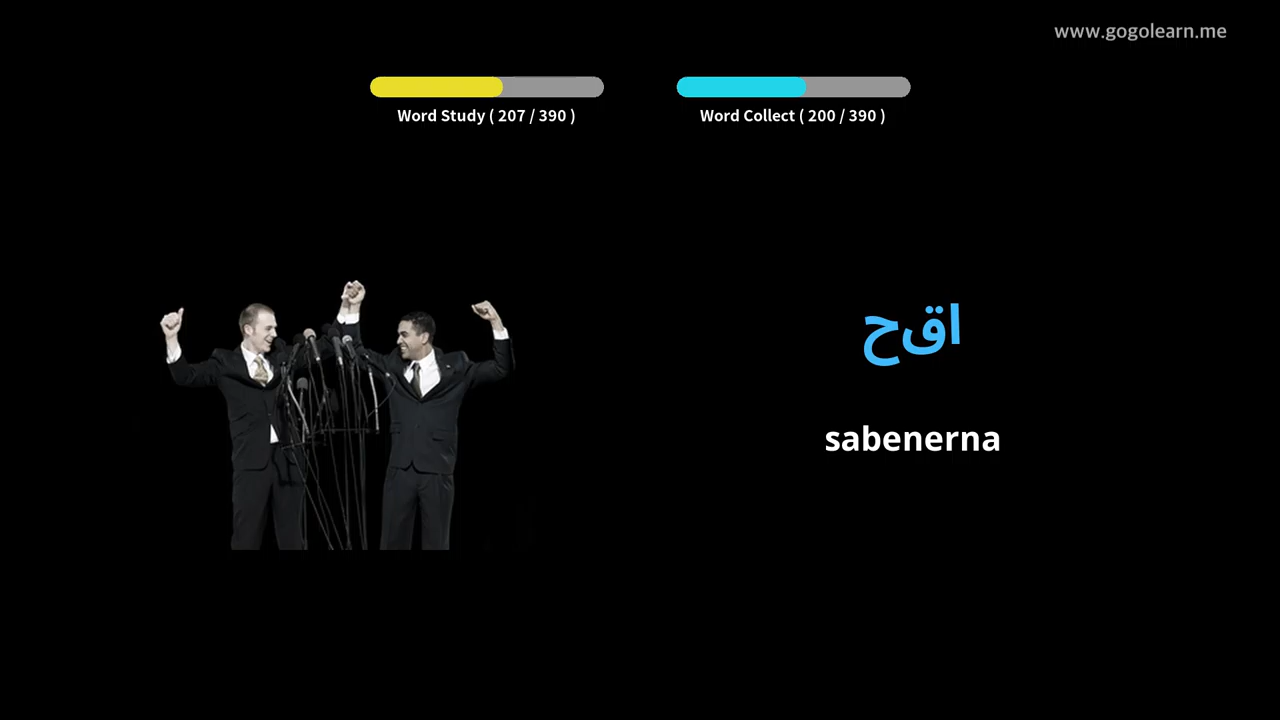 www.gogolearn.me
Word Study ( 207 / 390 )
Word Collect ( 200 / 390 )
اقح
sabenerna